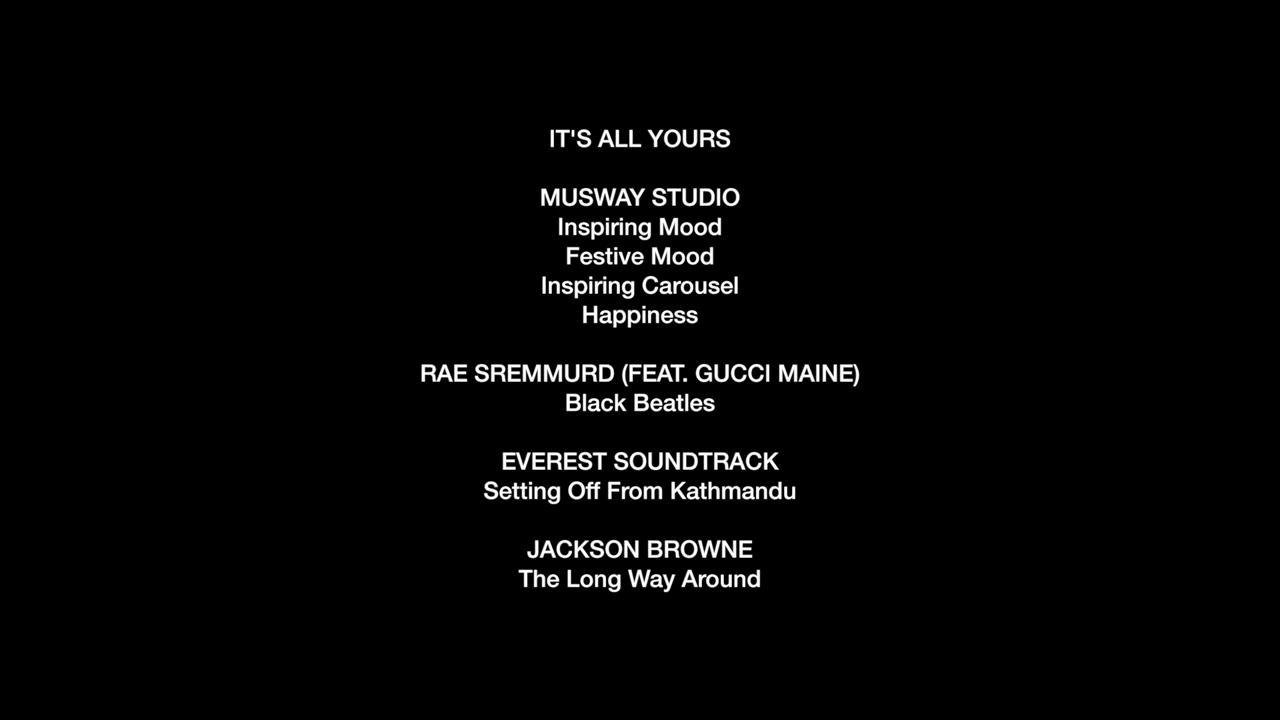 IT'S ALL YOURS
MUSWAY STUDIO
Inspiring Mood
Festive Mood
Inspiring Carousel
Happiness
RAE SREMMURD (FEAT. GUCCI MAINE)
Black Beatles
EVEREST SOUNDTRACK
Setting Off From Kathmandu
JACKSON BROWNE
The Long Way Around